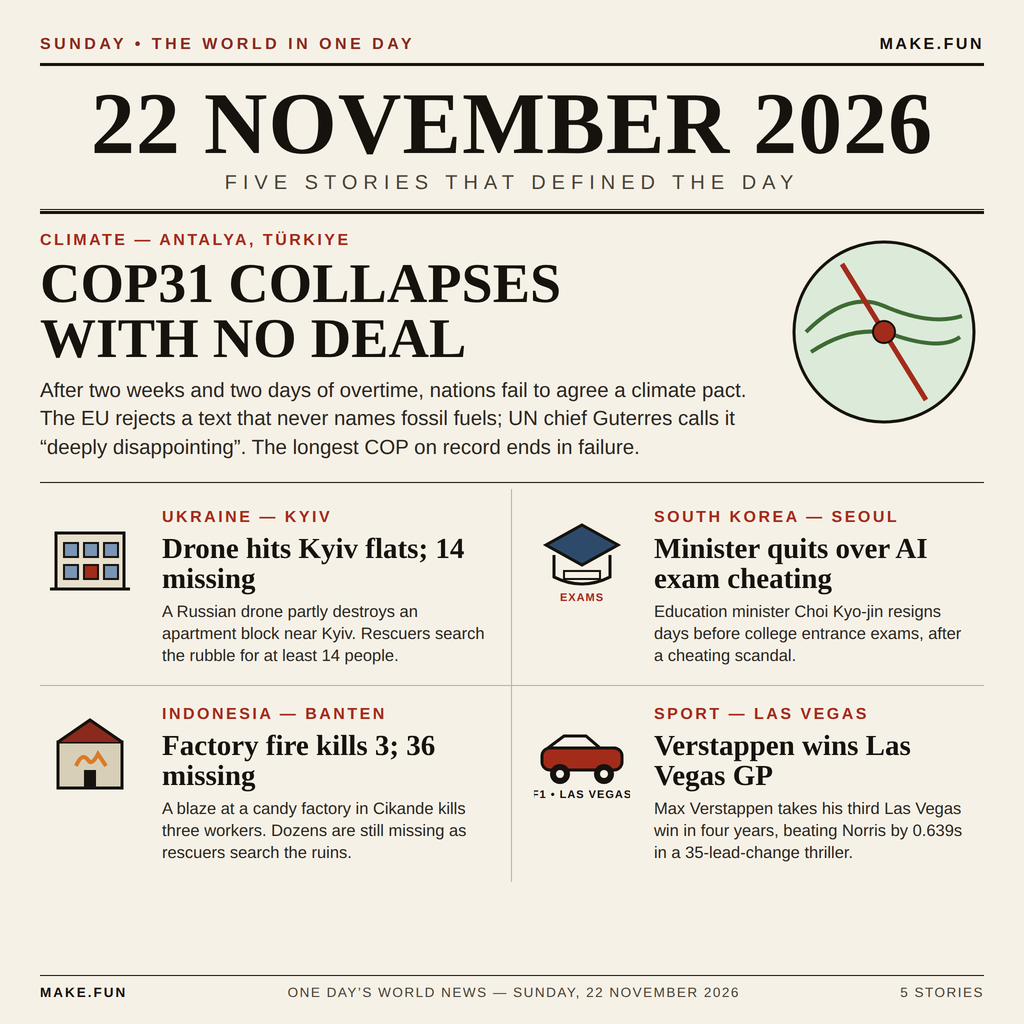 SUNDAY • THE WORLD IN ONE DAY
MAKE.FUN
22 NOVEMBER 2026
FIVE STORIES THAT DEFINED THE DAY
CLIMATE — ANTALYA, TÜRKIYE
COP31 COLLAPSES
WITH NO DEAL
After two weeks and two days of overtime, nations fail to agree a climate pact.
The EU rejects a text that never names fossil fuels; UN chief Guterres calls it
“deeply disappointing”. The longest COP on record ends in failure.
UKRAINE — KYIV
Drone hits Kyiv flats; 14
missing
A Russian drone partly destroys an
apartment block near Kyiv. Rescuers search
the rubble for at least 14 people.
EXAMS
SOUTH KOREA — SEOUL
Minister quits over AI
exam cheating
Education minister Choi Kyo-jin resigns
days before college entrance exams, after
a cheating scandal.
INDONESIA — BANTEN
Factory fire kills 3; 36
missing
A blaze at a candy factory in Cikande kills
three workers. Dozens are still missing as
rescuers search the ruins.
F1 • LAS VEGAS
SPORT — LAS VEGAS
Verstappen wins Las
Vegas GP
Max Verstappen takes his third Las Vegas
win in four years, beating Norris by 0.639s
in a 35-lead-change thriller.
MAKE.FUN
ONE DAY’S WORLD NEWS — SUNDAY, 22 NOVEMBER 2026
5 STORIES